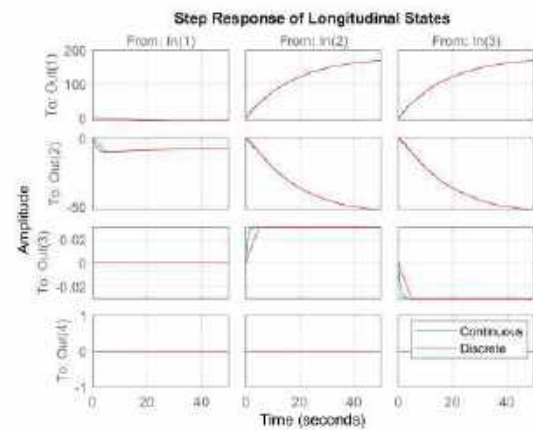 Step Response of Longitudinal States
From: In(1) From: In(2) From: In(3)
To: Out(1)
200
100
0
To: Out(2)
0
-50
Amplitude
To: Out(3)
0.02
0
-0.02
To: Out(4)
1
0
-1
Continuous
Discrete
0 20 40 0 20 40 0 20 40
Time (seconds)